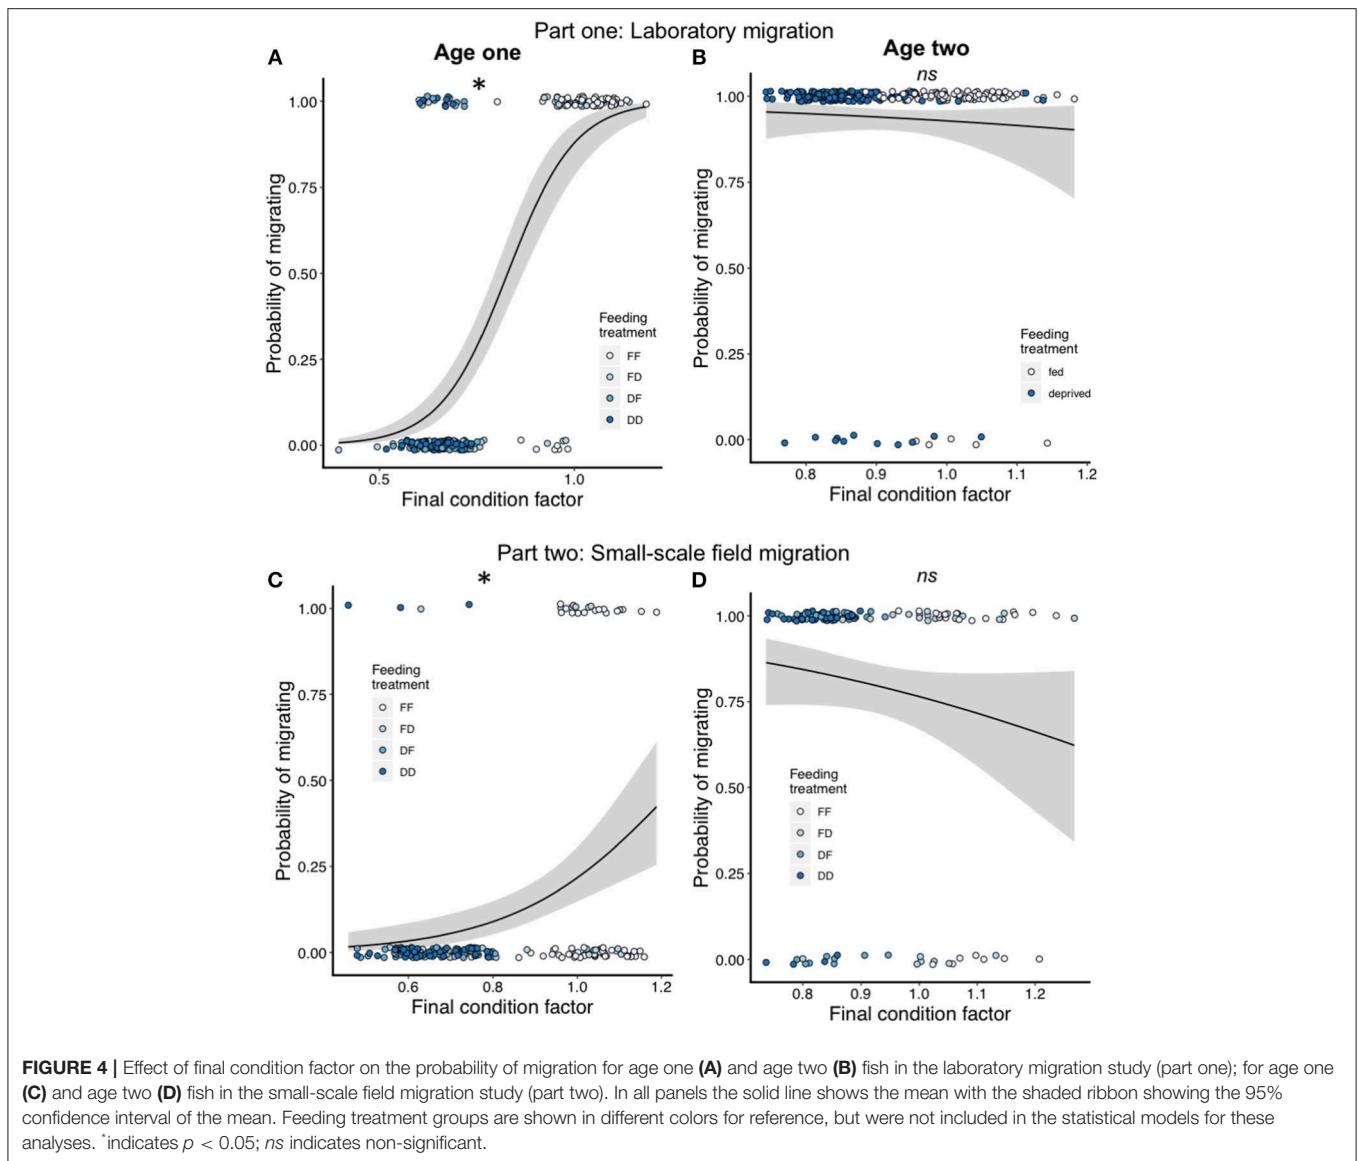 Part one: Laboratory migration
A
Age one
*
Probability of migrating
1.00
0.75
0.50
0.25
0.00
Feeding
treatment
FF
FD
DF
DD
0.5
1.0
Final condition factor
B
Age two
ns
Probability of migrating
1.00
0.75
0.50
0.25
0.00
Feeding
treatment
fed
deprived
0.8
0.9
1.0
1.1
1.2
Final condition factor
Part two: Small-scale field migration
C
*
Probability of migrating
1.00
0.75
0.50
0.25
0.00
Feeding
treatment
FF
FD
DF
DD
0.6
0.8
1.0
1.2
Final condition factor
D
ns
Probability of migrating
1.00
0.75
0.50
0.25
0.00
Feeding
treatment
FF
FD
DF
DD
0.8
0.9
1.0
1.1
1.2
Final condition factor
FIGURE 4 | Effect of final condition factor on the probability of migration for age one (A) and age two (B) fish in the laboratory migration study (part one); for age one
(C) and age two (D) fish in the small-scale field migration study (part two). In all panels the solid line shows the mean with the shaded ribbon showing the 95%
confidence interval of the mean. Feeding treatment groups are shown in different colors for reference, but were not included in the statistical models for these
analyses. *indicates p < 0.05; ns indicates non-significant.